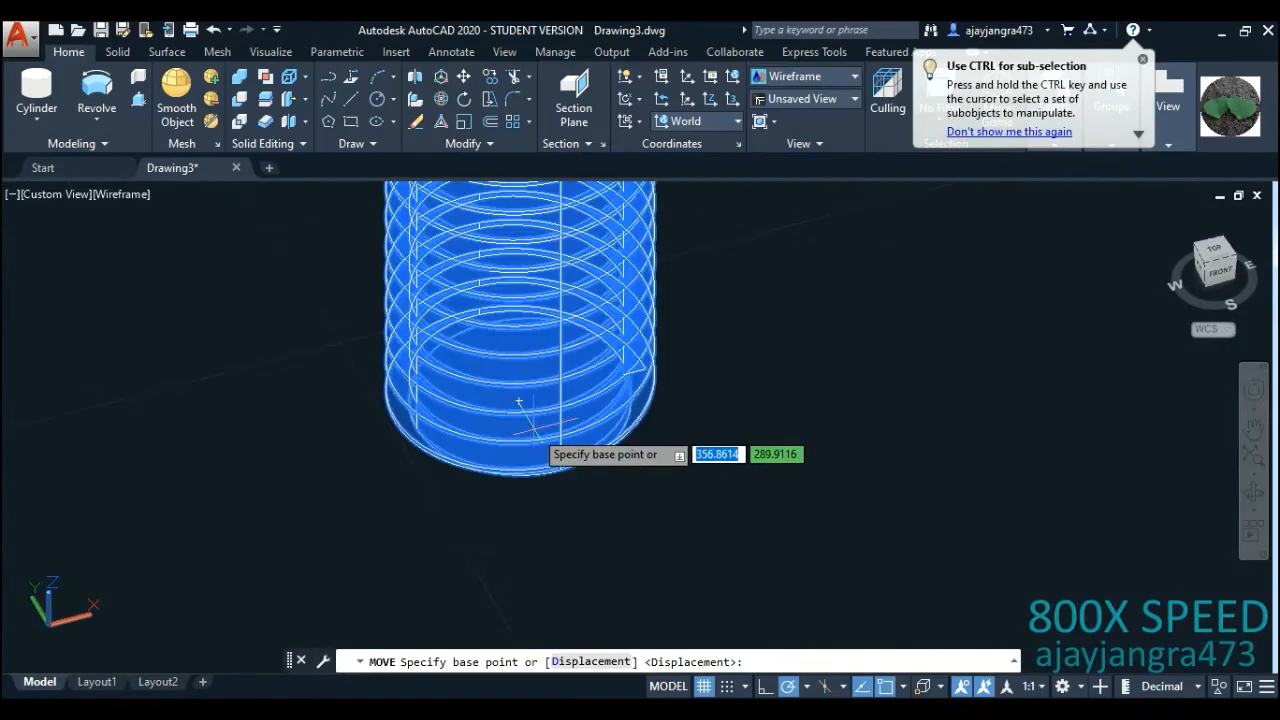 Autodesk AutoCAD 2020 - STUDENT VERSION Drawing3.dwg
Type a keyword or phrase
ajayjangra473
Home Solid Surface Mesh Visualize Parametric Insert Annotate View Manage Output Add-ins Collaborate Express Tools Featured
Use CTRL for sub-selection
Press and hold the CTRL key and use
the cursor to select a set of
subobjects to manipulate.
Don't show me this again
Cylinder
Revolve
Smooth
Object
Section
Plane
Wireframe
Unsaved View
World
Culling
Groups
View
Modeling
Mesh
Solid Editing
Draw
Modify
Section
Coordinates
View
Selection
Start
Drawing3*
[−][Custom View][Wireframe]
TOP
FRONT
W
E
S
WCS
Specify base point or
356.8614
289.9116
Z
Y
X
800X SPEED
ajayjangra473
MOVE Specify base point or [Displacement] <Displacement>:
Model
Layout1
Layout2
MODEL
1:1
Decimal